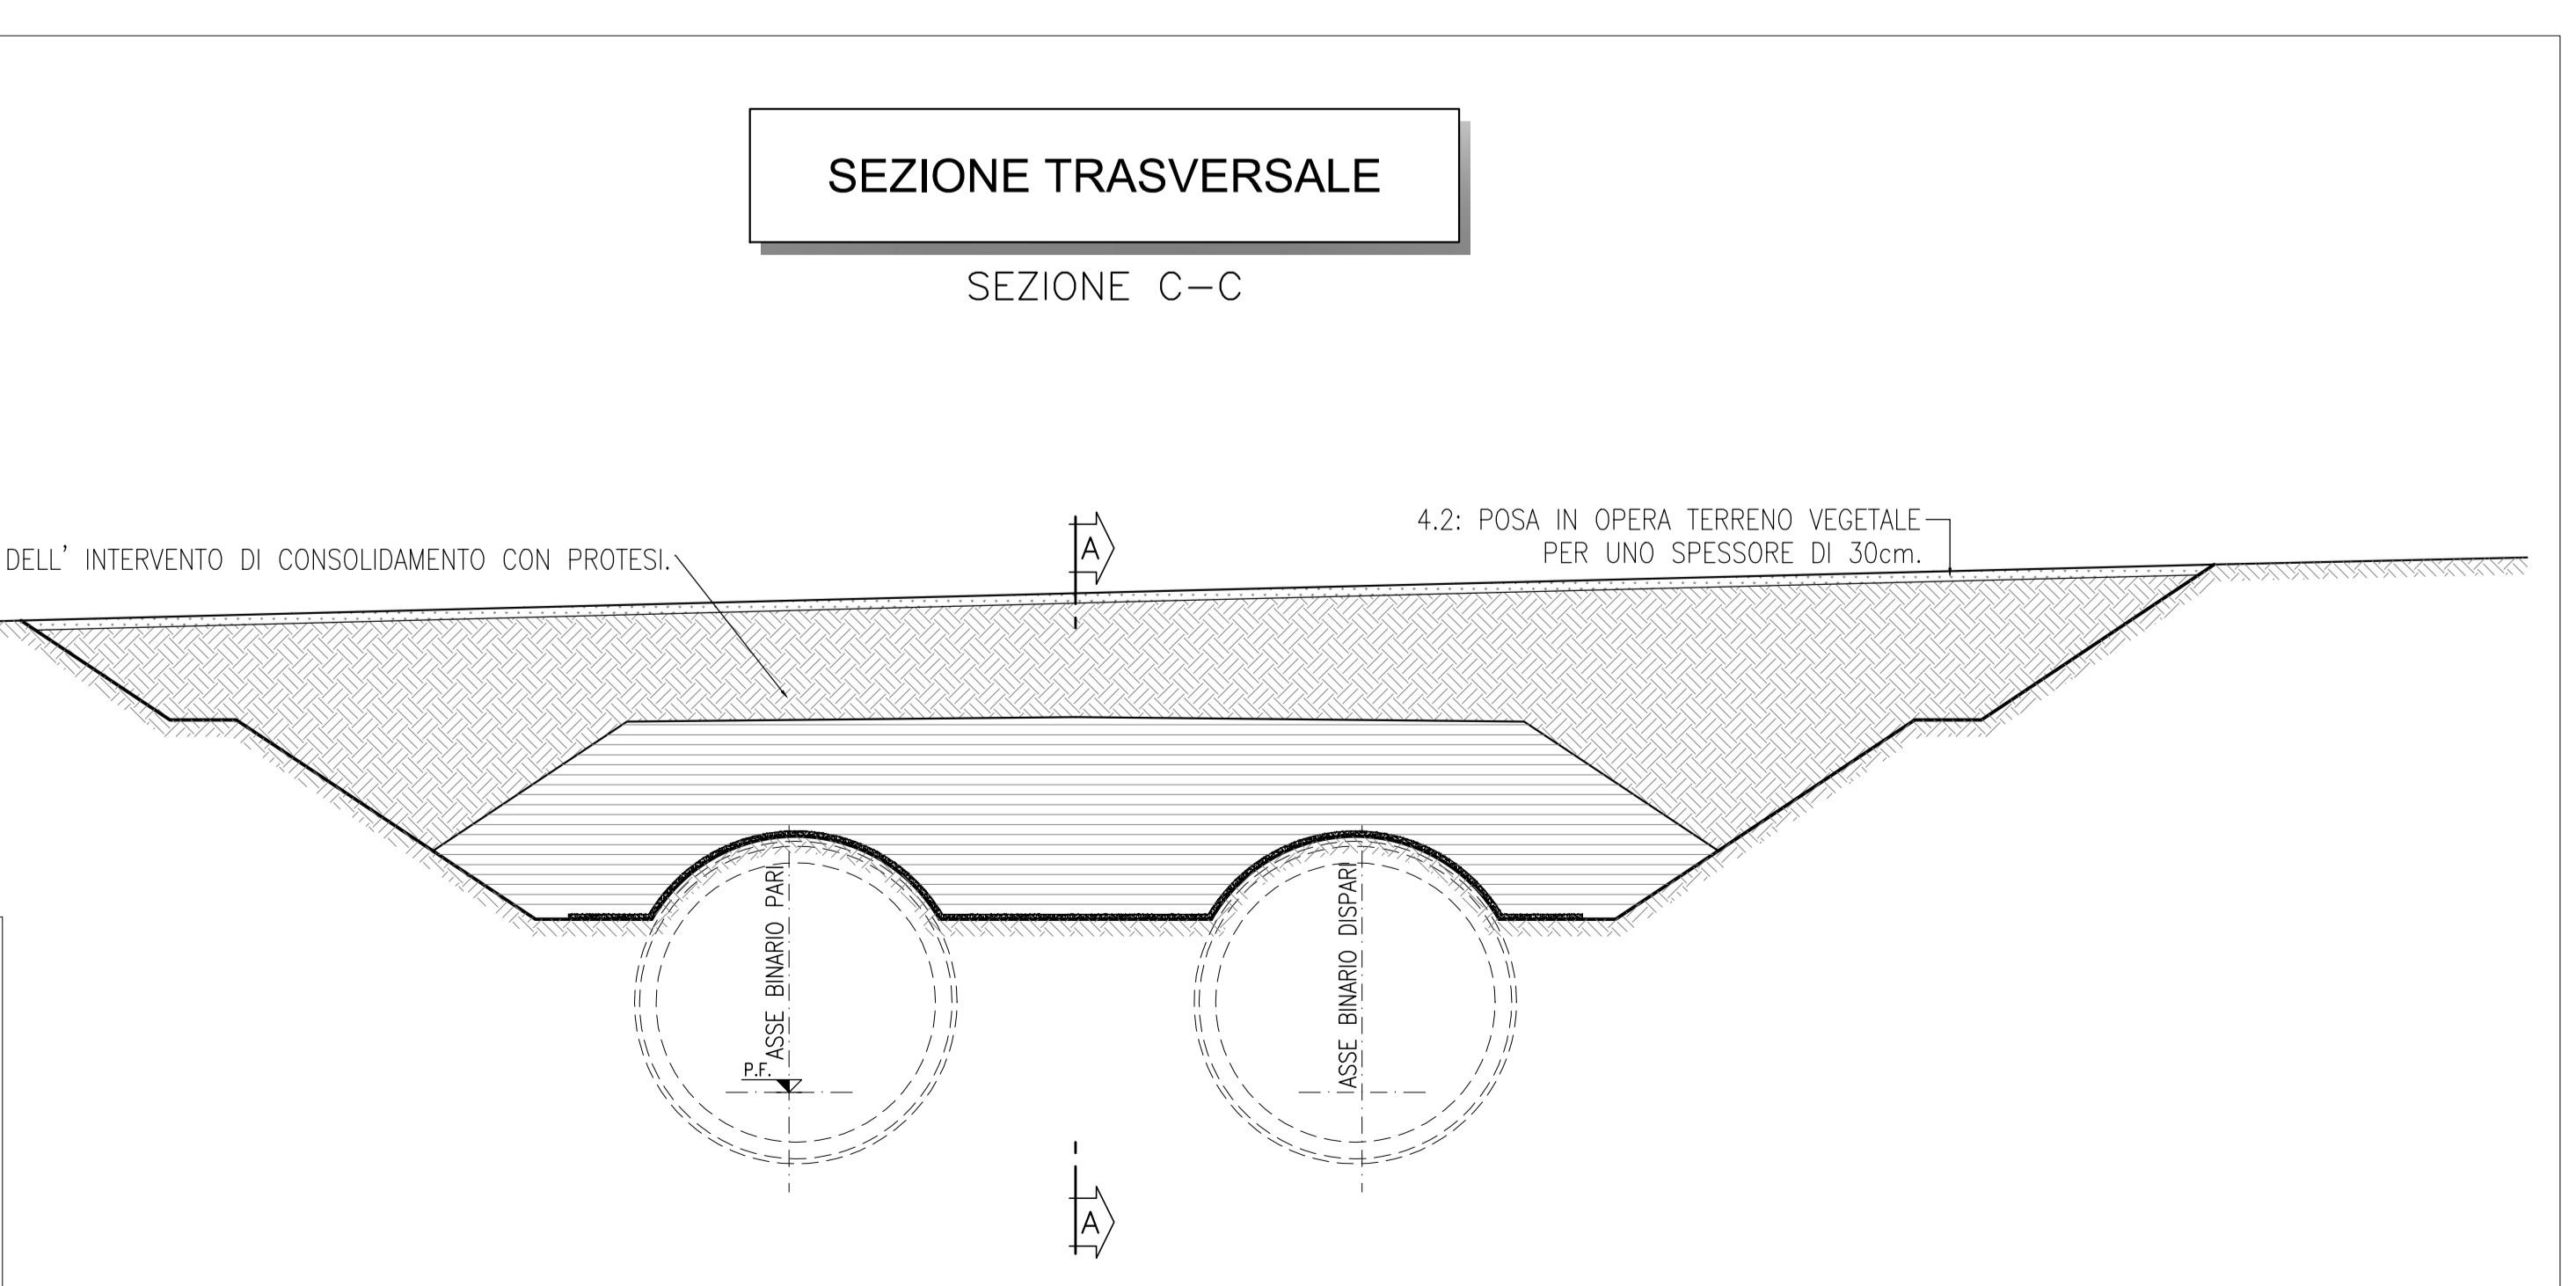 SEZIONE TRASVERSALE
SEZIONE C-C
4.2: POSA IN OPERA TERRENO VEGETALE
PER UNO SPESSORE DI 30cm.
DELL' INTERVENTO DI CONSOLIDAMENTO CON PROTESI.
A
ASSE BINARIO PARI
ASSE BINARIO DISPARI
P.F.
A